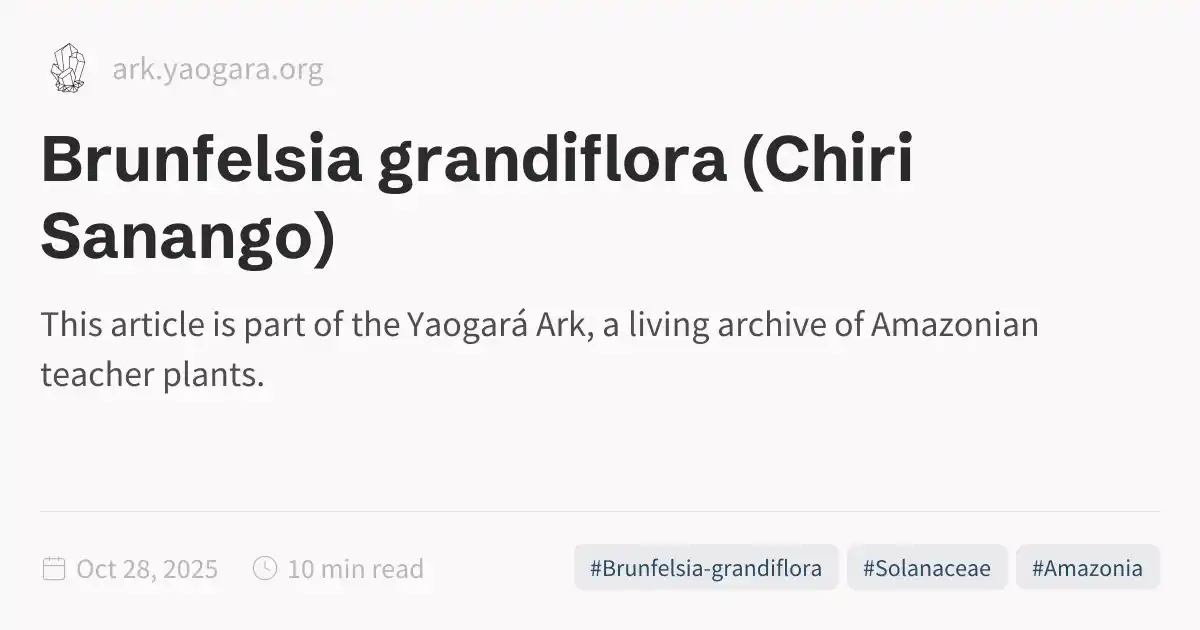 ark.yaogara.org
Brunfelsia grandiflora (Chiri
Sanango)
This article is part of the Yaogará Ark, a living archive of Amazonian
teacher plants.
Oct 28, 2025
10 min read
#Brunfelsia-grandiflora
#Solanaceae
#Amazonia